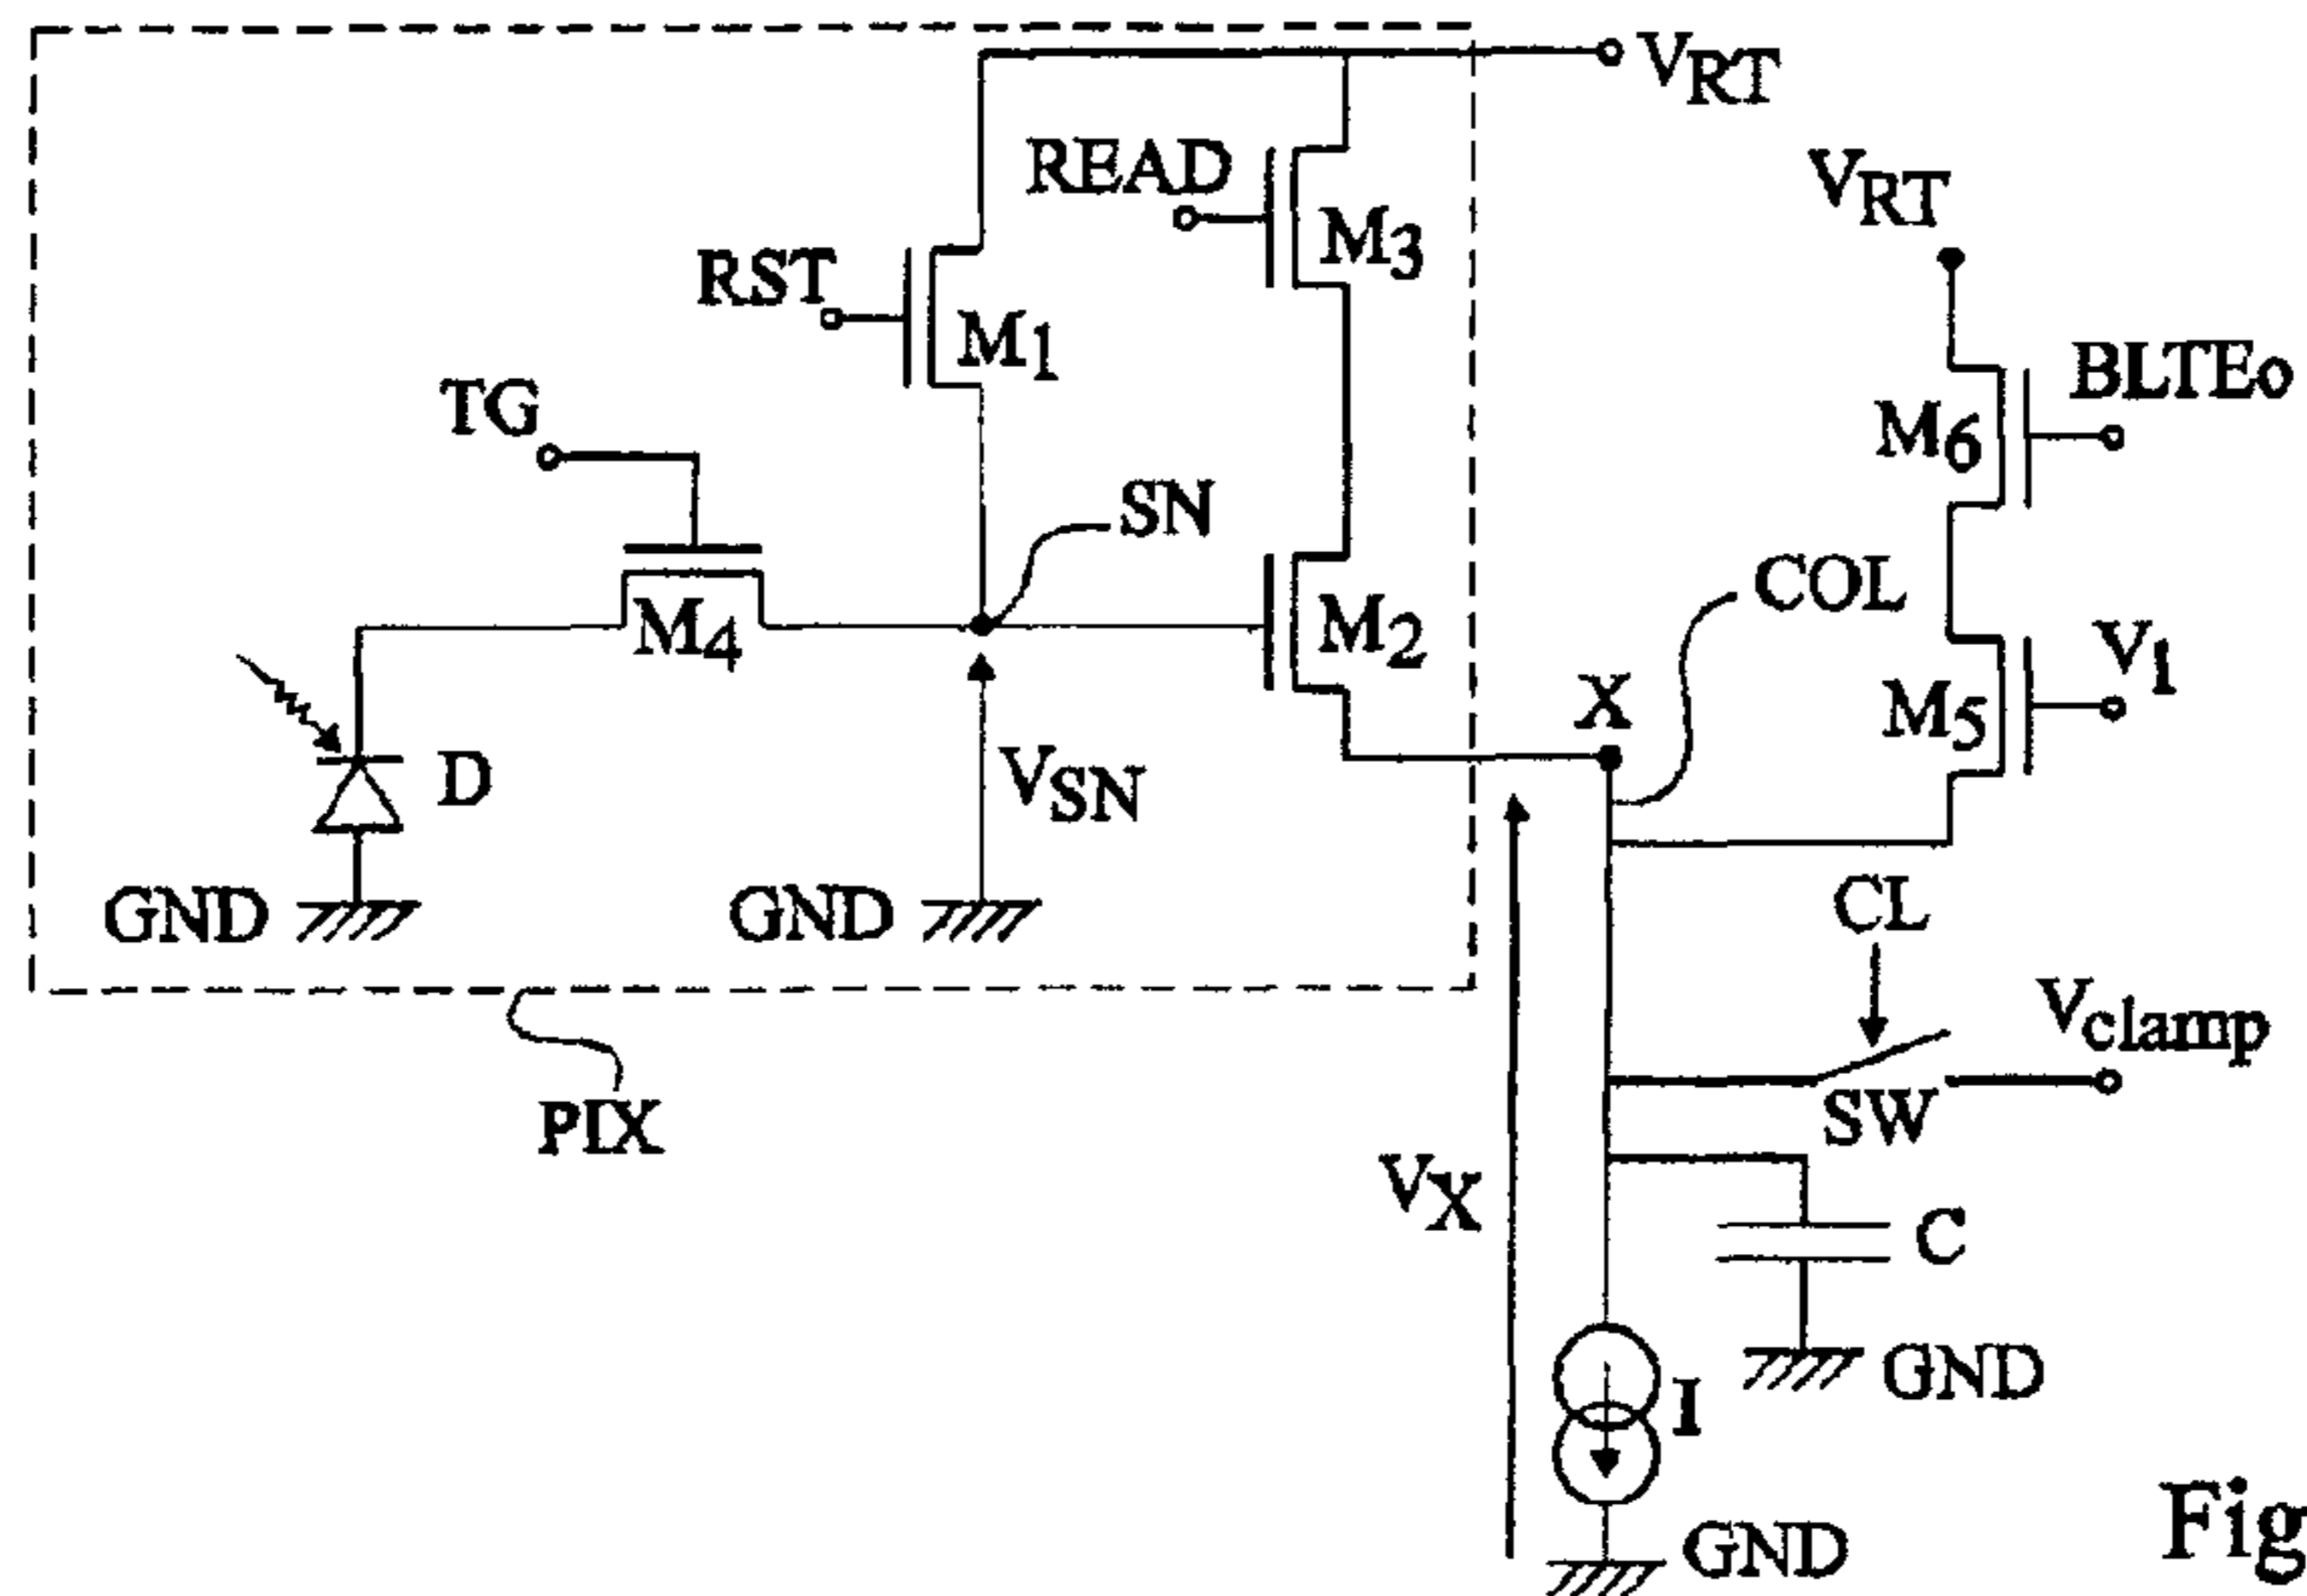 VRT
READ
VRT
M3
RST
M1
BLTEo
TG
M6
SN
COL
M4
M2
V1
X
M5
D
VSN
CL
GND
GND
Vclamp
SW
PIX
VX
C
GND
I
GND
Fig